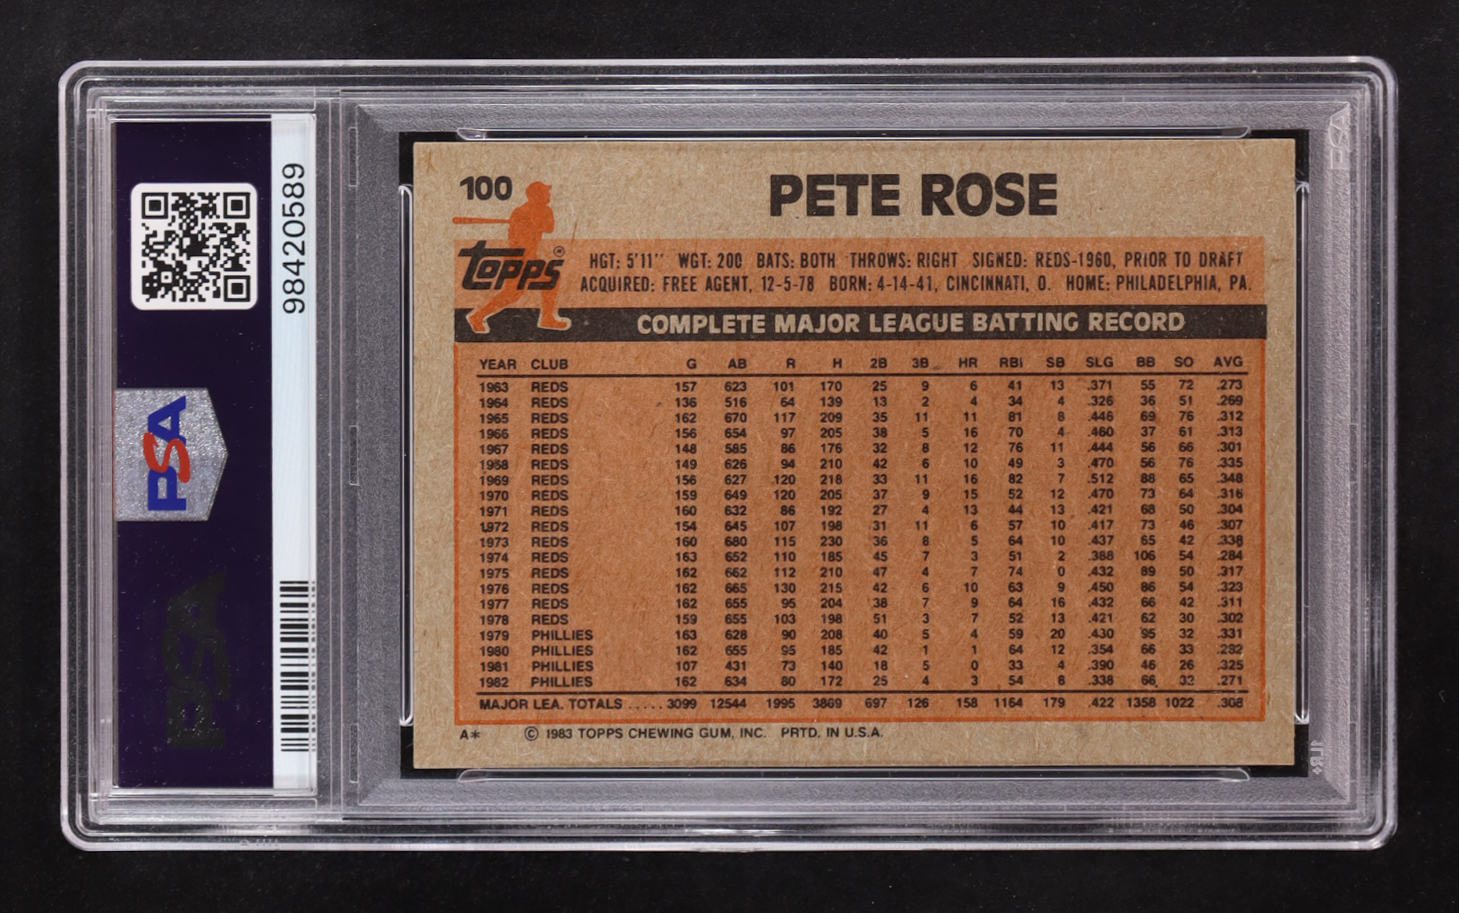 98420589
PSA
PSA
100
PETE ROSE
Topps®
HGT: 5'11" WGT: 200 BATS: BOTH THROWS: RIGHT SIGNED: REDS-1960, PRIOR TO DRAFT
ACQUIRED: FREE AGENT, 12-5-78 BORN: 4-14-41, CINCINNATI, O. HOME: PHILADELPHIA, PA.
COMPLETE MAJOR LEAGUE BATTING RECORD
YEAR CLUB G AB R H 2B 3B HR RBI SB SLG BB SO AVG
1963 REDS 157 623 101 170 25 9 6 41 13 .371 55 72 .273
1964 REDS 136 516 64 139 13 2 4 34 4 .326 36 51 .269
1965 REDS 162 670 117 209 35 11 11 81 8 .446 69 76 .312
1966 REDS 156 654 97 205 38 5 16 70 4 .460 37 61 .313
1967 REDS 148 585 86 176 32 8 12 76 11 .444 56 66 .301
1968 REDS 149 626 94 210 42 6 10 49 3 .470 56 76 .335
1969 REDS 156 627 120 218 33 11 16 82 7 .512 88 65 .348
1970 REDS 159 649 120 205 37 9 15 52 12 .470 73 64 .316
1971 REDS 160 632 86 192 27 4 13 44 13 .421 68 50 .304
1972 REDS 154 645 107 198 31 11 6 57 10 .417 73 46 .307
1973 REDS 160 680 115 230 36 8 5 64 10 .437 65 42 .338
1974 REDS 163 652 110 185 45 7 3 51 2 .388 106 54 .284
1975 REDS 162 662 112 210 47 4 7 74 0 .432 89 50 .317
1976 REDS 162 665 130 215 42 6 10 63 9 .450 86 54 .323
1977 REDS 162 655 95 204 38 7 9 64 16 .432 66 42 .311
1978 REDS 159 655 103 198 51 3 7 52 13 .421 62 30 .302
1979 PHILLIES 163 628 90 208 40 5 4 59 20 .430 95 32 .331
1980 PHILLIES 162 655 95 185 42 1 1 64 12 .354 66 33 .282
1981 PHILLIES 107 431 73 140 18 5 0 33 4 .390 46 26 .325
1982 PHILLIES 162 634 80 172 25 4 3 54 8 .338 66 32 .271
MAJOR LEA. TOTALS ..... 3099 12544 1995 3869 697 126 158 1164 179 .422 1358 1022 .308
A* © 1983 TOPPS CHEWING GUM, INC. PRTD. IN U.S.A.